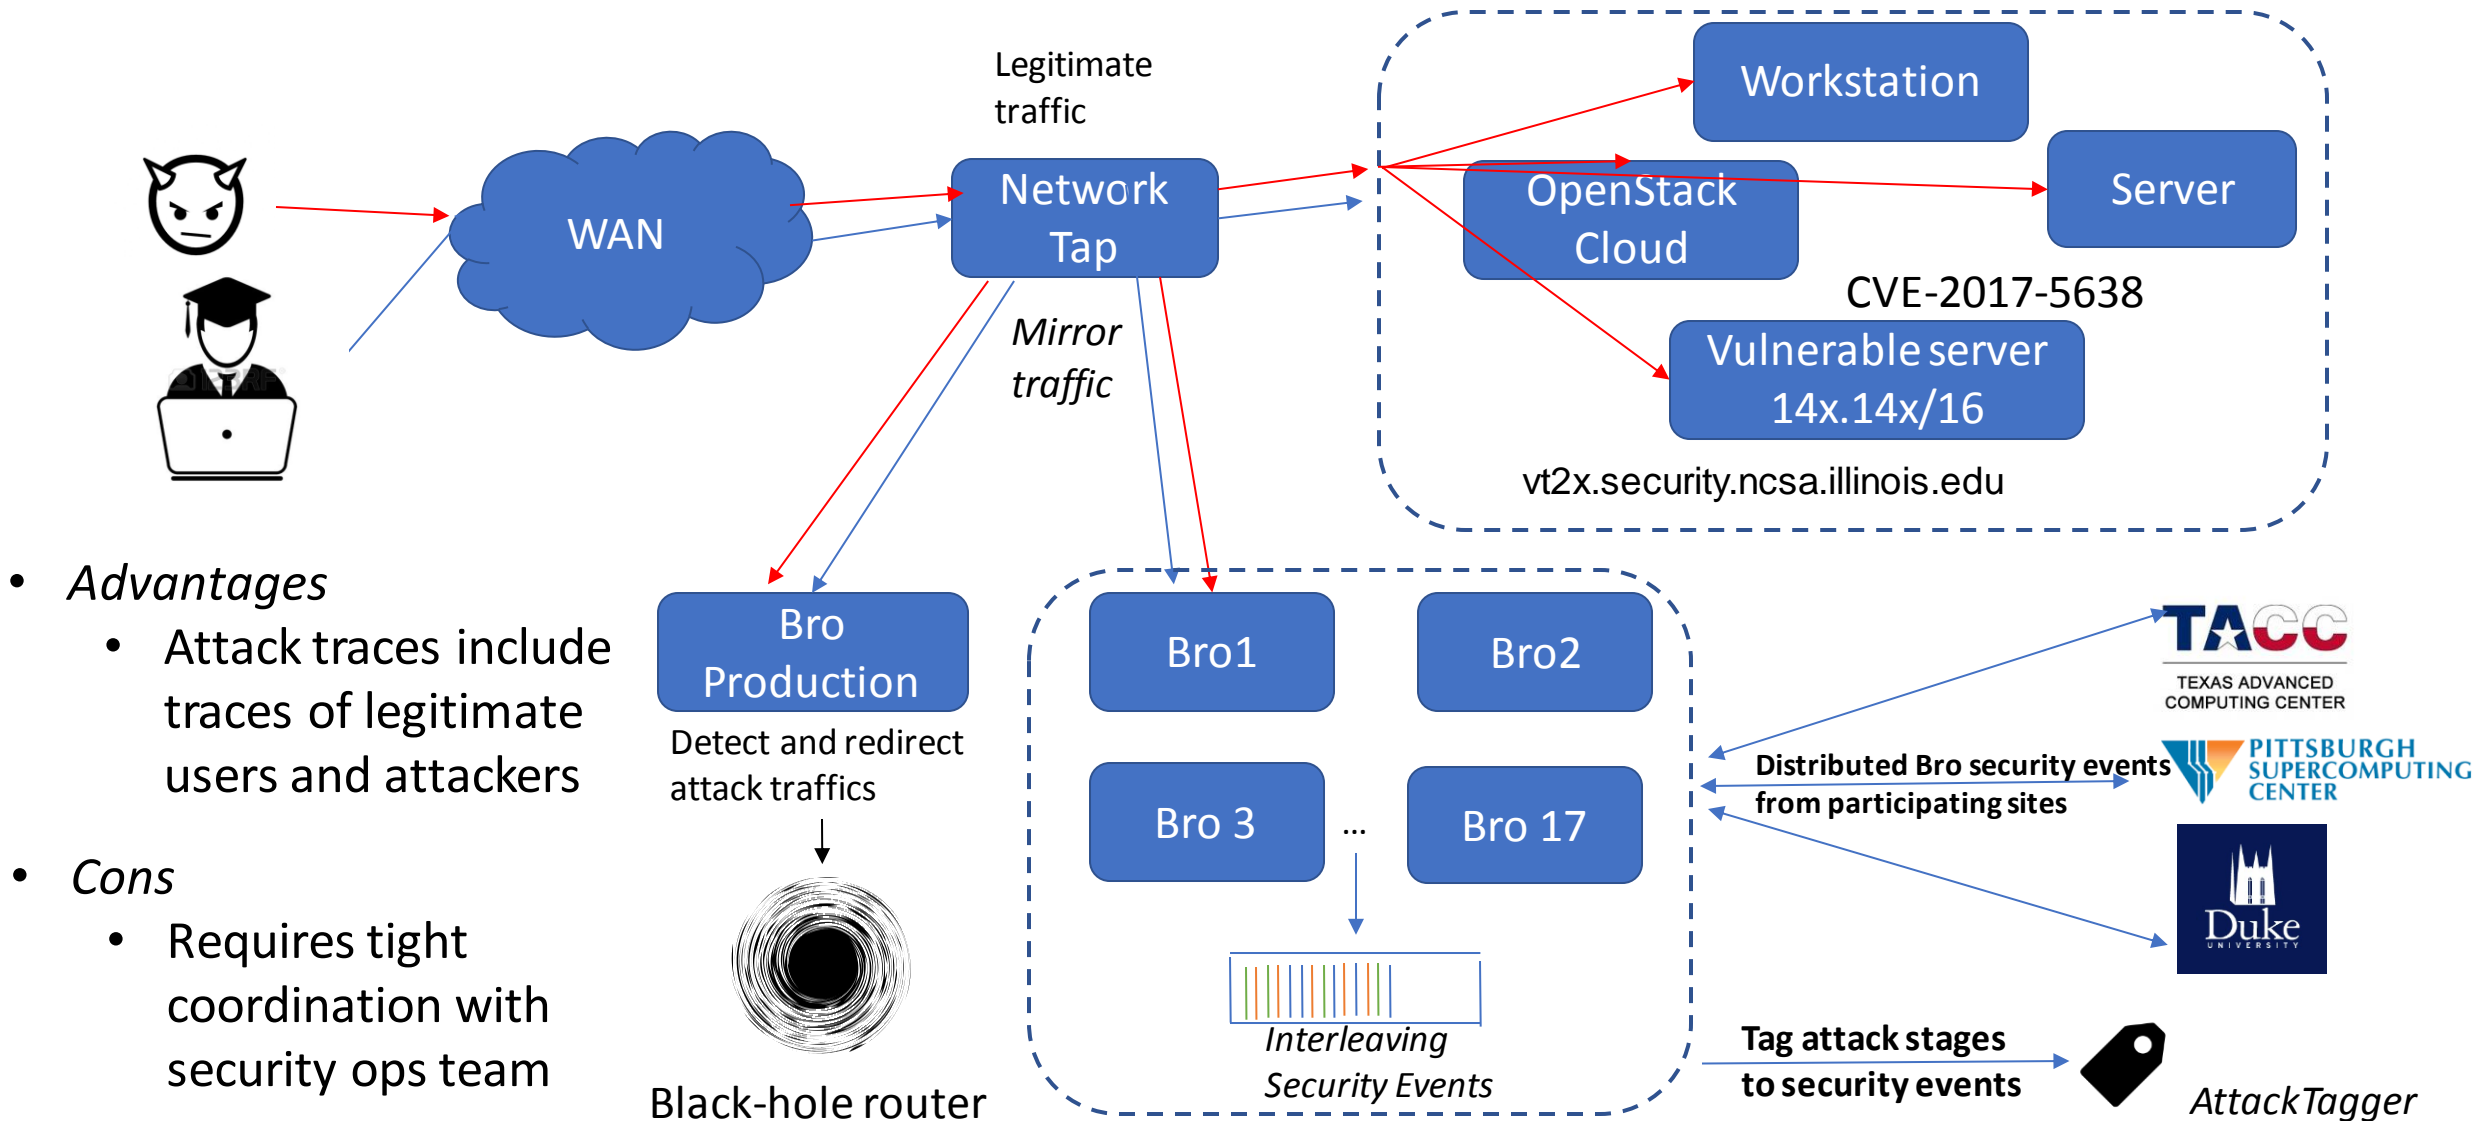 Legitimate
traffic
WAN
Network
Tap
Mirror
traffic
Workstation
OpenStack
Cloud
Server
CVE-2017-5638
Vulnerable server
14x.14x/16
vt2x.security.ncsa.illinois.edu
• Advantages
• Attack traces include
traces of legitimate
users and attackers
• Cons
• Requires tight
coordination with
security ops team
Bro
Production
Detect and redirect
attack traffics
Black-hole router
Bro1
Bro2
Bro 3
...
Bro 17
Interleaving
Security Events
TACC
TEXAS ADVANCED
COMPUTING CENTER
Distributed Bro security events
from participating sites
PITTSBURGH
SUPERCOMPUTING
CENTER
Duke
UNIVERSITY
Tag attack stages
to security events
AttackTagger